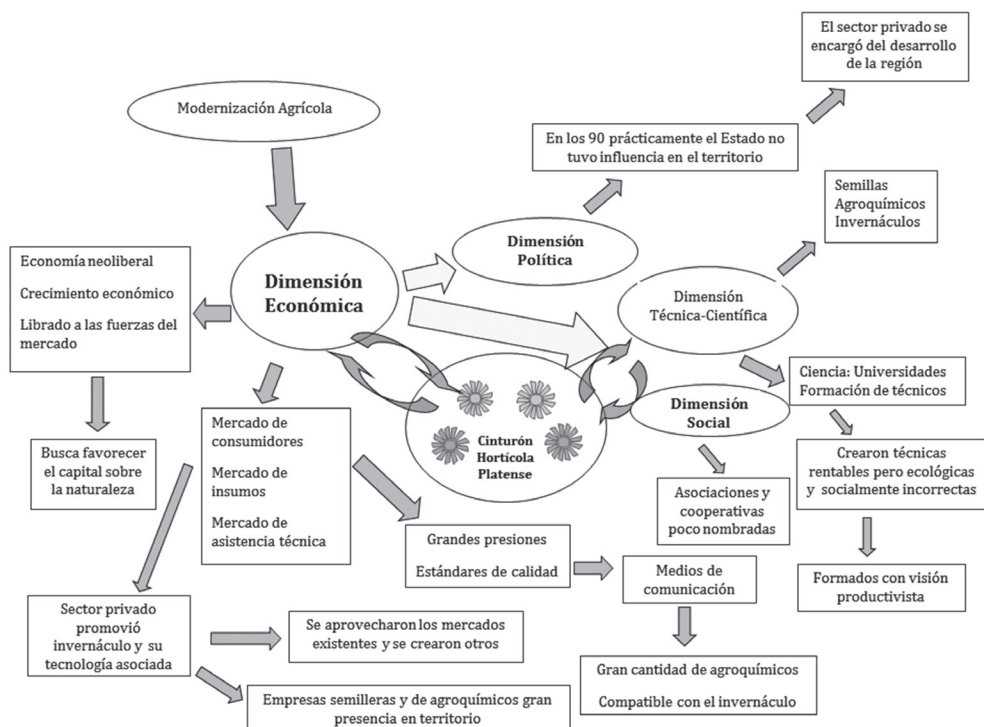 El sector privado se
encargó del desarrollo
de la región
Modernización Agrícola
En los 90 prácticamente el Estado no
tuvo influencia en el territorio
Semillas
Agroquímicos
Invernáculos
Dimensión
Política
Economía neoliberal
Crecimiento económico
Librado a las fuerzas del
mercado
Dimensión
Económica
Dimensión
Técnica-Científica
Ciencia: Universidades
Formación de técnicos
Dimensión
Social
Cinturón
Hortícola
Platense
Mercado de
consumidores
Mercado de
insumos
Mercado de
asistencia técnica
Busca favorecer
el capital sobre
la naturaleza
Crearon técnicas
rentables pero ecológicas
y socialmente incorrectas
Asociaciones y
cooperativas
poco nombradas
Grandes presiones
Estándares de calidad
Medios de
comunicación
Formados con visión
productivista
Sector privado
promovió
invernáculo y su
tecnología asociada
Se aprovecharon los mercados
existentes y se crearon otros
Gran cantidad de agroquímicos
Compatible con el invernáculo
Empresas semilleras y de agroquímicos gran
presencia en territorio